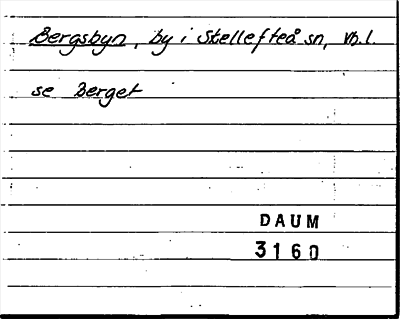 Bergsbyn, by i Skellefteå sn, Vb.l.
se Berget
DAUM
3160